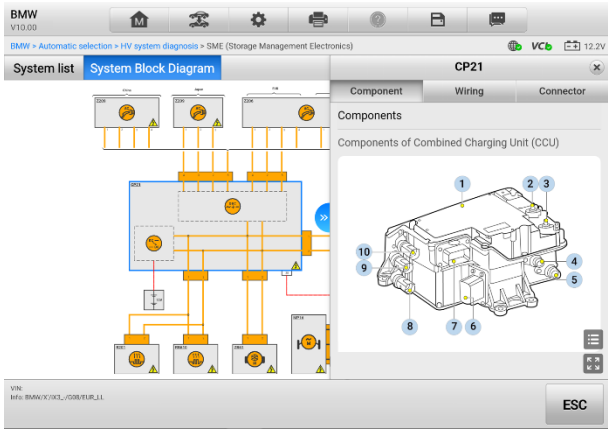 BMW
V10.00
BMW > Automatic selection > HV system diagnosis > SME (Storage Management Electronics)
VCb
12.2V
System list
System Block Diagram
CP21
Component
Wiring
Connector
Components
Components of Combined Charging Unit (CCU)
1
2
3
4
5
6
7
8
9
10
VIN:
Info: BMW/X'/iX3_-/G08/EUR_LL
ESC